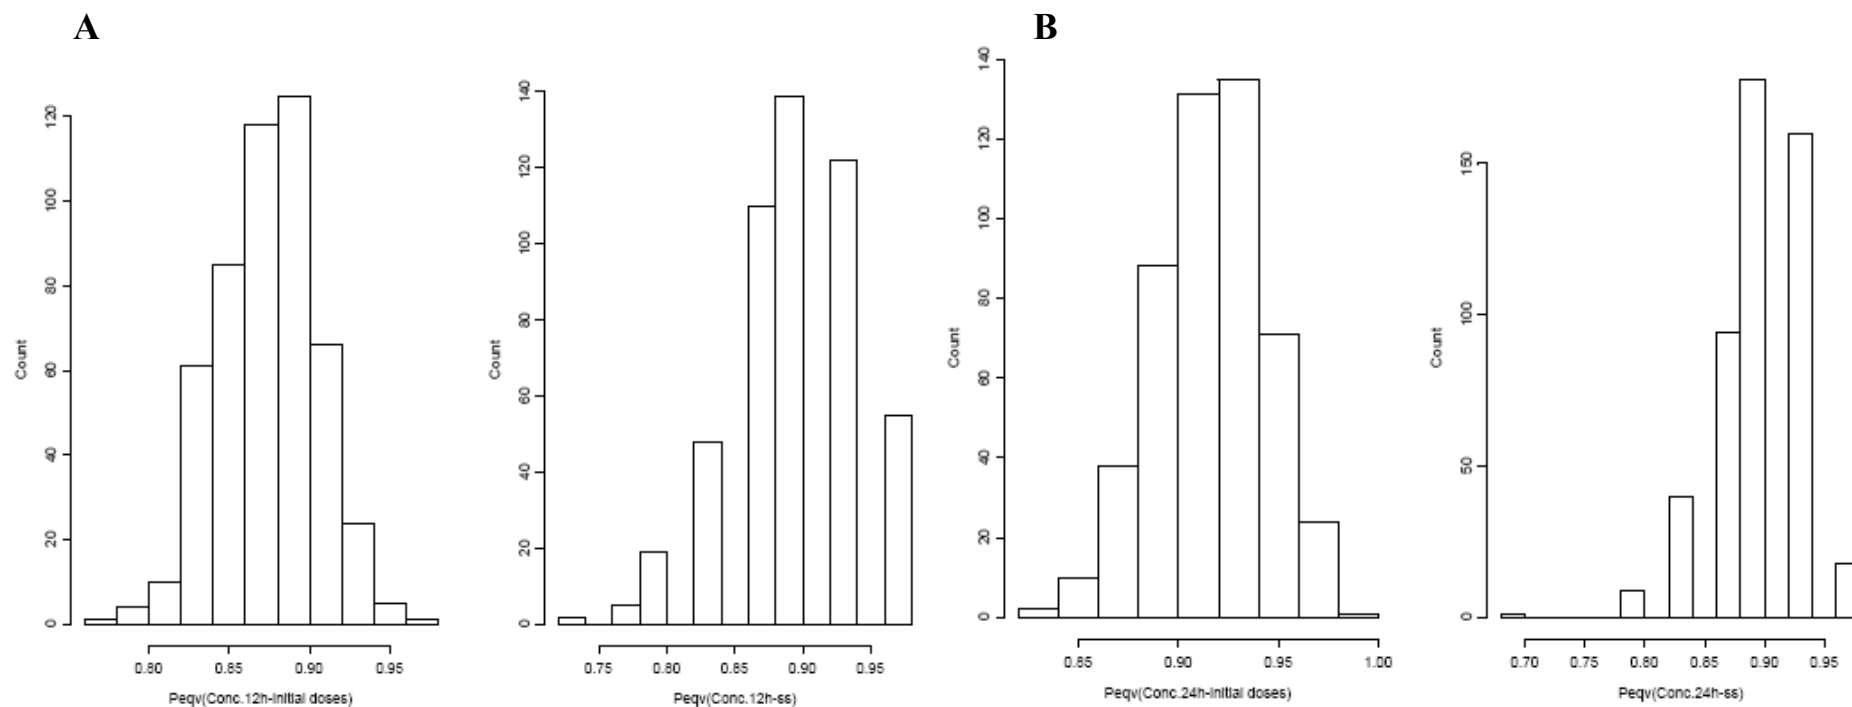 A
Count
0 20 40 60 80 100 120
0.80 0.85 0.90 0.95
Peqv(Conc.12h-initial doses)
Count
0 20 40 60 80 100 120 140
0.75 0.80 0.85 0.90 0.95
Peqv(Conc.12h-ss)
B
Count
0 20 40 60 80 100 120 140
0.85 0.90 0.95 1.00
Peqv(Conc.24h-initial doses)
Count
0 50 100 150
0.70 0.75 0.80 0.85 0.90 0.95
Peqv(Conc.24h-ss)